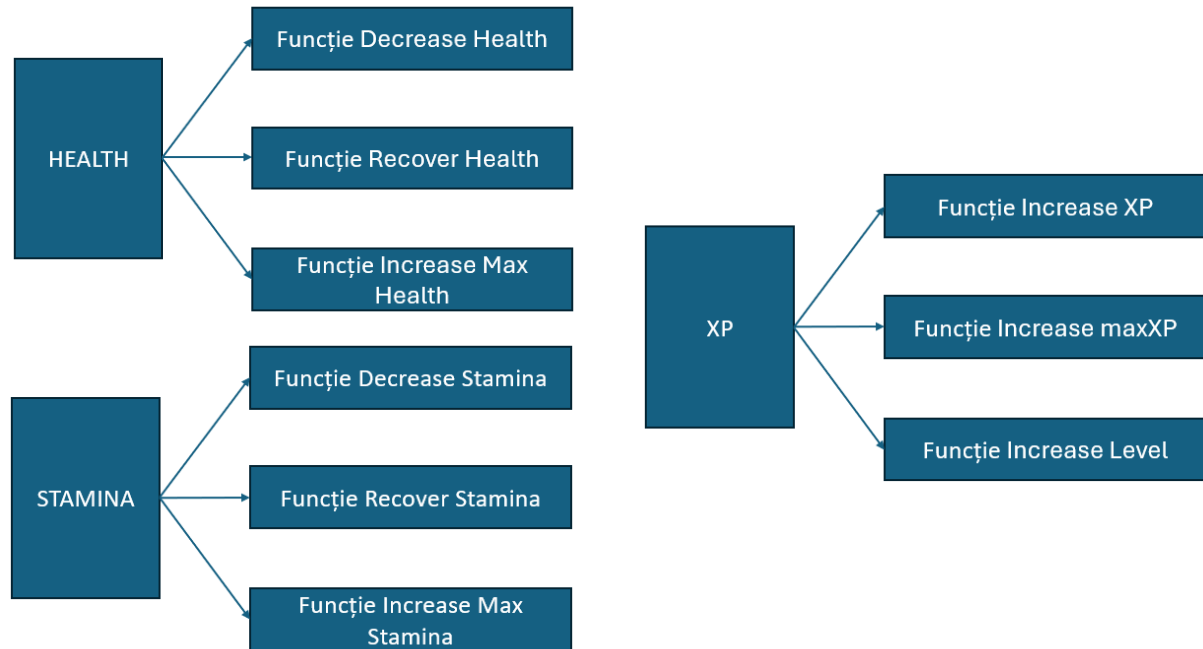 HEALTH
Funcție Decrease Health
Funcție Recover Health
Funcție Increase Max
Health
STAMINA
Funcție Decrease Stamina
Funcție Recover Stamina
Funcție Increase Max
Stamina
XP
Funcție Increase XP
Funcție Increase maxXP
Funcție Increase Level